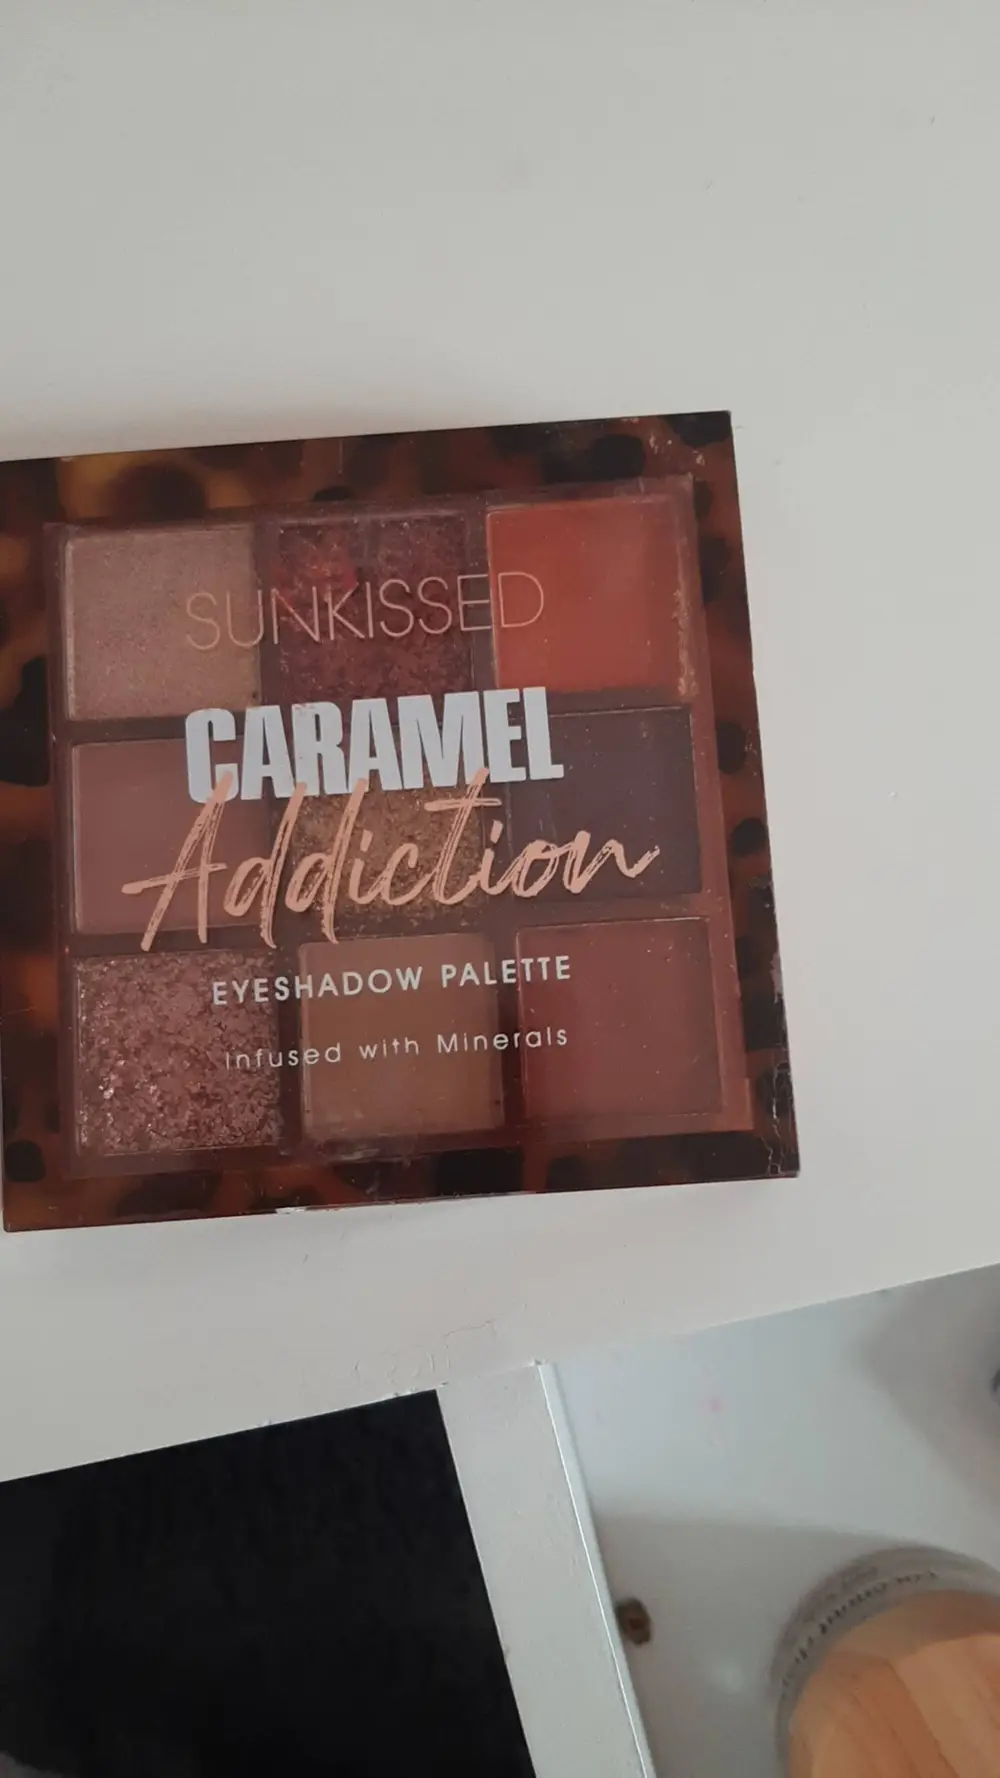 SUNKISSED
CARAMEL
Addiction
EYESHADOW PALETTE
Infused with Minerals